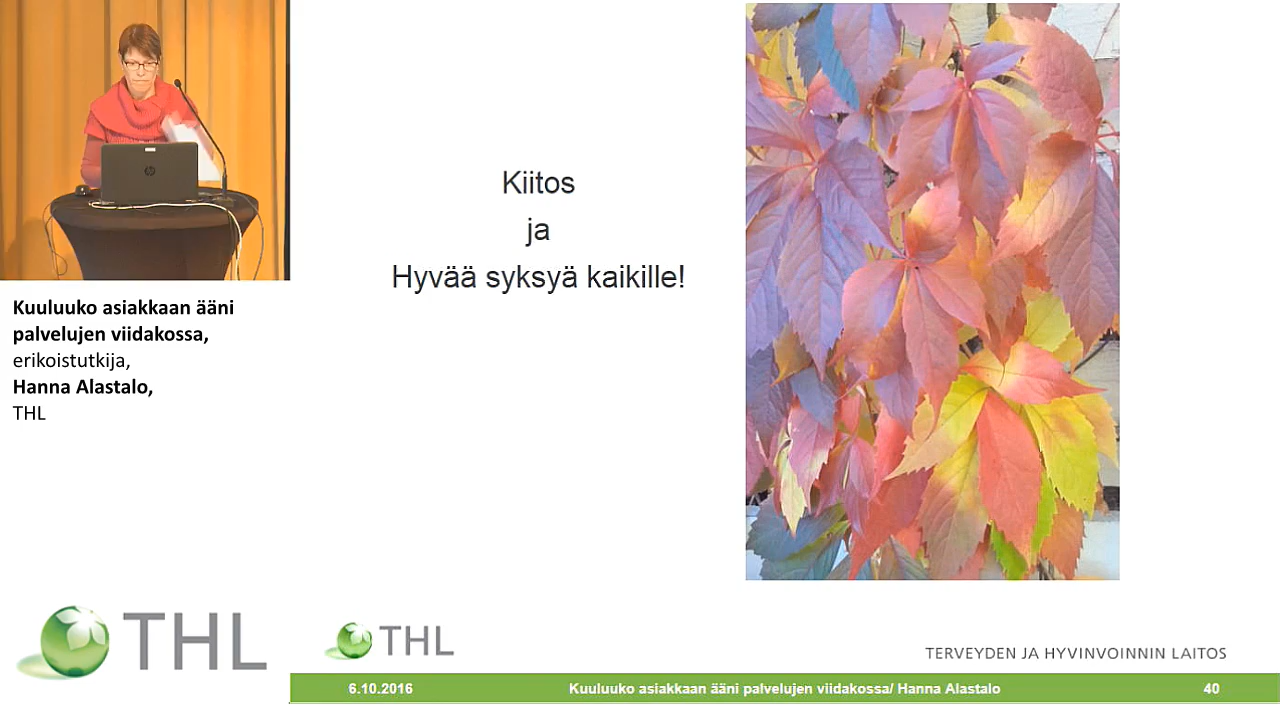 Kuuluuko asiakkaan ääni
palvelujen viidakossa,
erikoistutkija,
Hanna Alastalo,
THL
Kiitos
ja
Hyvää syksyä kaikille!
THL
THL
TERVEYDEN JA HYVINVOINNIN LAITOS
6.10.2016
Kuuluuko asiakkaan ääni palvelujen viidakossa/ Hanna Alastalo
40